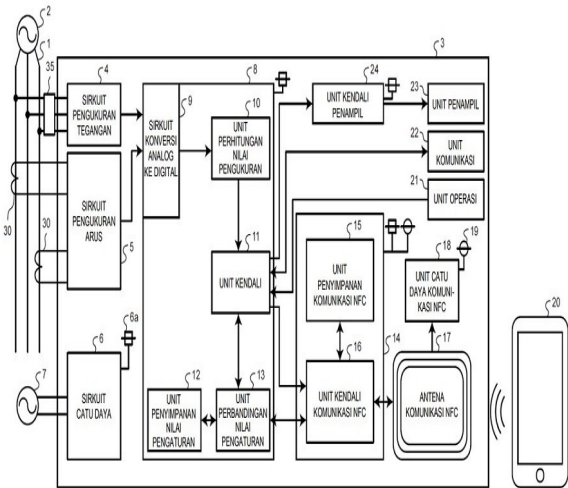 2
1
35
4
SIRKUIT
PENGUKURAN
TEGANGAN
30
30
SIRKUIT
PENGUKURAN
ARUS
5
6
6a
SIRKUIT
CATU DAYA
7
3
8
9
SIRKUIT
KONVERSI
ANALOG
KE DIGITAL
10
UNIT
PERHITUNGAN
NILAI
PENGUKURAN
11
UNIT KENDALI
12
UNIT
PENYIMPANAN
NILAI
PENGATURAN
13
UNIT
PERBANDINGAN
NILAI
PENGATURAN
24
UNIT KENDALI
PENAMPIL
23
UNIT PENAMPIL
22
UNIT
KOMUNIKASI
21
UNIT OPERASI
15
UNIT
PENYIMPANAN
KOMUNIKASI NFC
16
UNIT KENDALI
KOMUNIKASI NFC
14
18
19
UNIT CATU
DAYA KOMUNI-
KASI NFC
17
ANTENA
KOMUNIKASI NFC
20